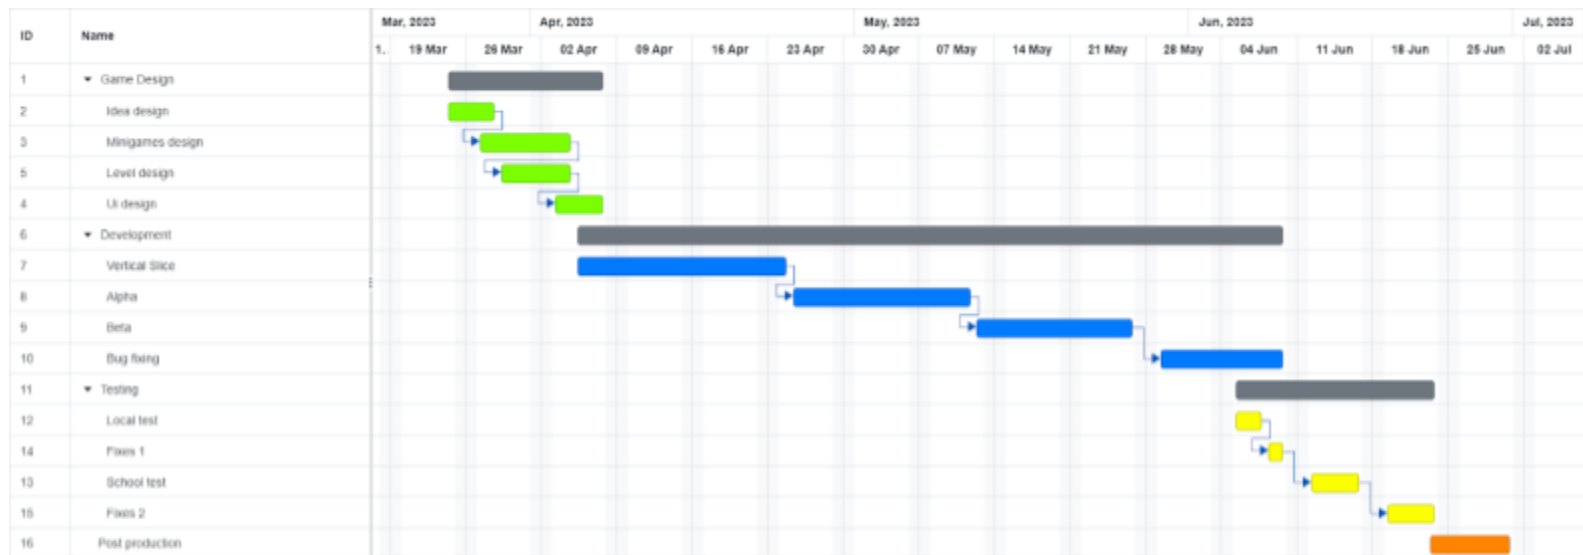 Mar, 2023 Apr, 2023 May, 2023 Jun, 2023 Jul, 2023
ID Name
1. 19 Mar 26 Mar 02 Apr 09 Apr 16 Apr 23 Apr 30 Apr 07 May 14 May 21 May 28 May 04 Jun 11 Jun 18 Jun 25 Jun 02 Jul
1 Game Design
2 Idea design
3 Minigames design
5 Level design
4 Ui design
6 Development
7 Vertical Slice
8 Alpha
9 Beta
10 Bug fixing
11 Testing
12 Local test
14 Fixes 1
13 School test
15 Fixes 2
16 Post production